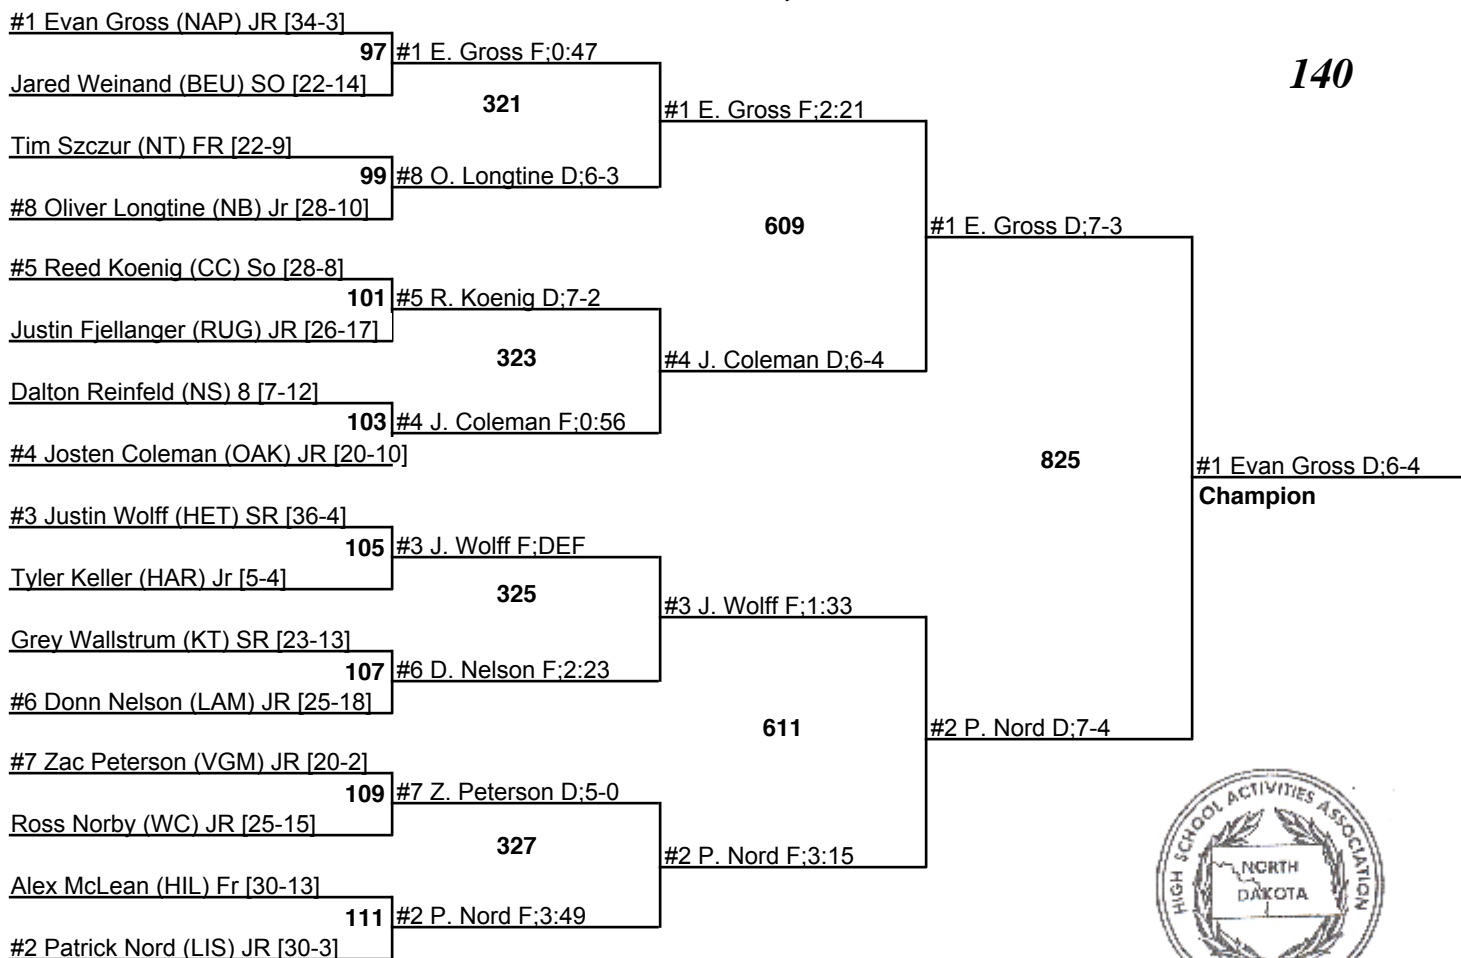 #1 Evan Gross (NAP) JR [34-3]
97 #1 E. Gross F;0:47
140
Jared Weinand (BEU) SO [22-14]
321
#1 E. Gross F;2:21
Tim Szczur (NT) FR [22-9]
99 #8 O. Longtine D;6-3
#8 Oliver Longtine (NB) Jr [28-10]
609
#1 E. Gross D;7-3
#5 Reed Koenig (CC) So [28-8]
101 #5 R. Koenig D;7-2
Justin Fjellanger (RUG) JR [26-17]
323
#4 J. Coleman D;6-4
Dalton Reinfeld (NS) 8 [7-12]
103 #4 J. Coleman F;0:56
#4 Josten Coleman (OAK) JR [20-10]
825
#1 Evan Gross D;6-4
Champion
#3 Justin Wolff (HET) SR [36-4]
105 #3 J. Wolff F;DEF
Tyler Keller (HAR) Jr [5-4]
325
#3 J. Wolff F;1:33
Grey Wallstrum (KT) SR [23-13]
107 #6 D. Nelson F;2:23
#6 Donn Nelson (LAM) JR [25-18]
611
#2 P. Nord D;7-4
#7 Zac Peterson (VGM) JR [20-2]
109 #7 Z. Peterson D;5-0
Ross Norby (WC) JR [25-15]
327
#2 P. Nord F;3:15
Alex McLean (HIL) Fr [30-13]
111 #2 P. Nord F;3:49
#2 Patrick Nord (LIS) JR [30-3]
HIGH SCHOOL ACTIVITIES ASSOCIATION
NORTH
DAKOTA